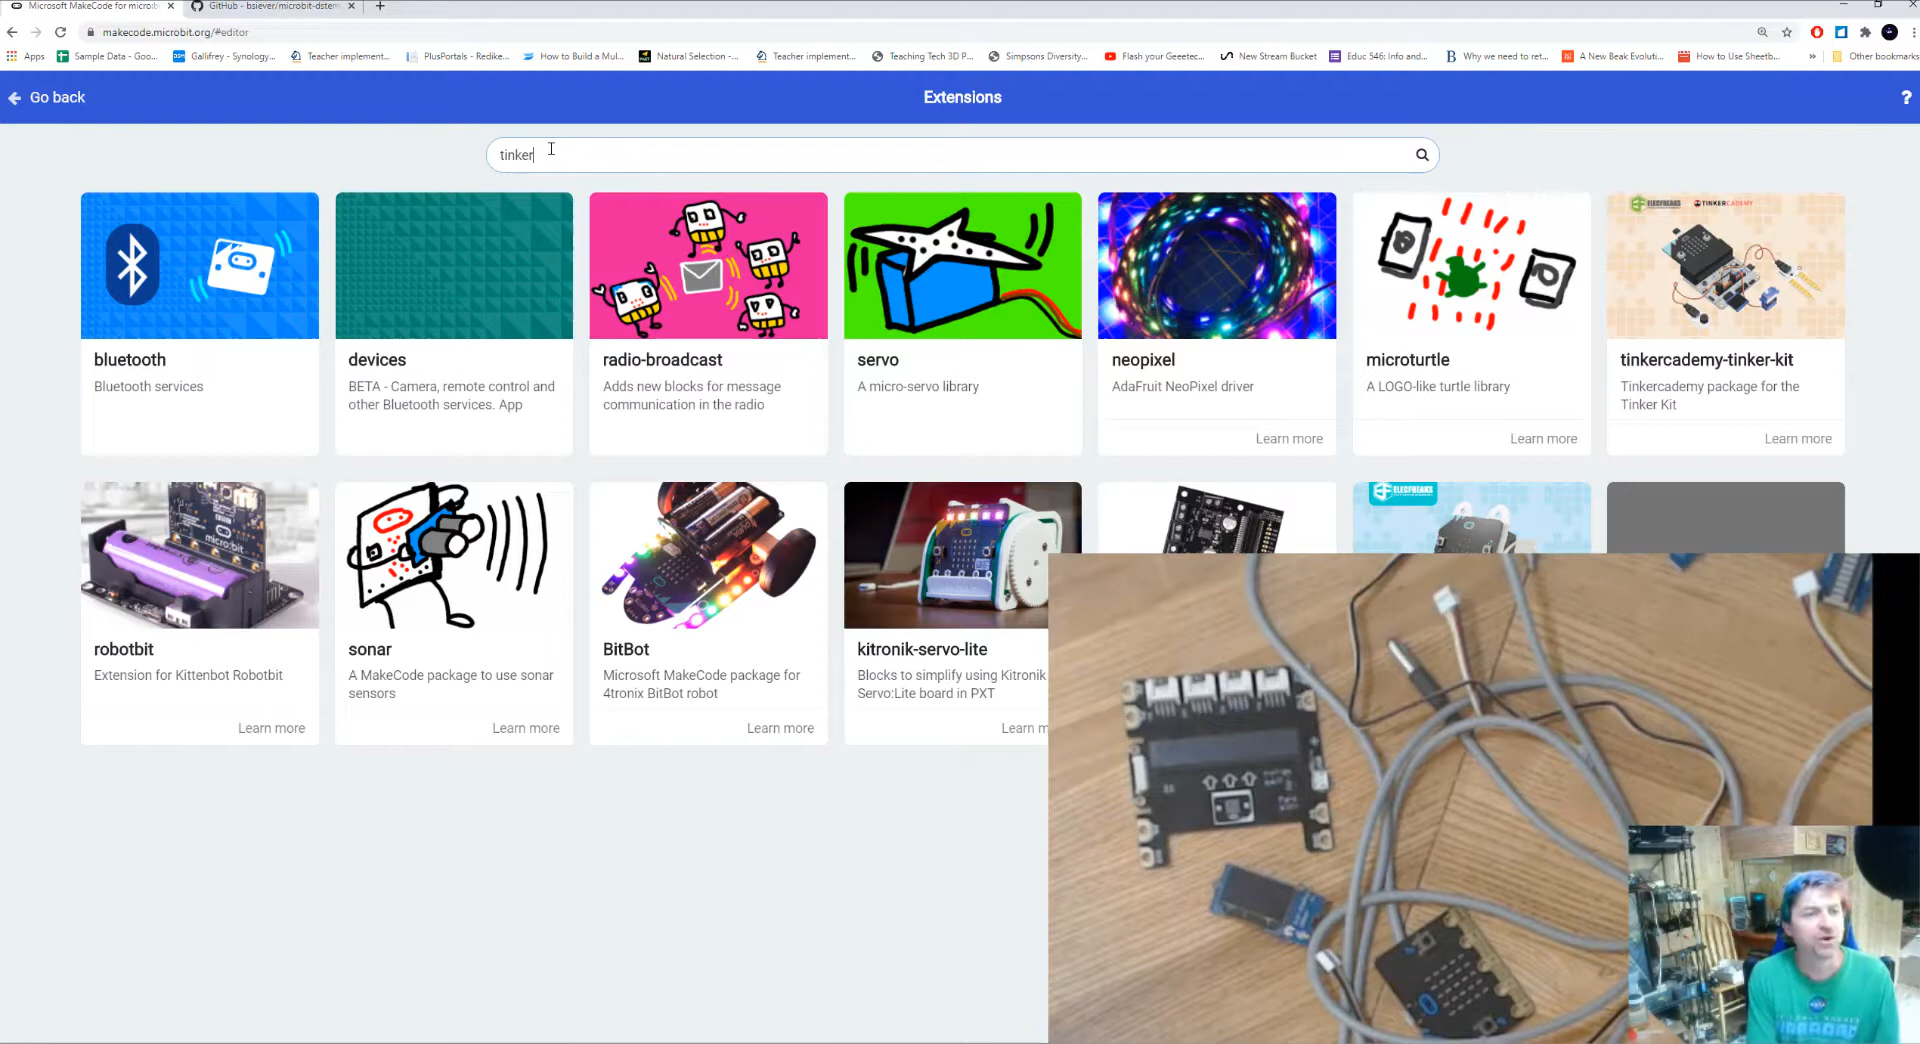 Microsoft MakeCode for micro:b
GitHub - bsiever/microbit-dstem
makecode.microbit.org/#editor
Apps
Sample Data - Goo...
Gallifrey - Synology...
Teacher implement...
PlusPortals - Redike...
How to Build a Mul...
Natural Selection -...
Teacher implement...
Teaching Tech 3D P...
Simpsons Diversity...
Flash your Geeetec...
New Stream Bucket
Educ 546: Info and...
Why we need to ret...
A New Beak Evoluti...
How to Use Sheetb...
»
Other bookmarks
Go back
Extensions
?
tinker
ELECFREAKS TINKERCADEMY
bluetooth
Bluetooth services
devices
BETA - Camera, remote control and
other Bluetooth services. App
radio-broadcast
Adds new blocks for message
communication in the radio
servo
A micro-servo library
neopixel
AdaFruit NeoPixel driver
Learn more
microturtle
A LOGO-like turtle library
Learn more
tinkercademy-tinker-kit
Tinkercademy package for the
Tinker Kit
Learn more
micro:bit
ELECFREAKS
robotbit
Extension for Kittenbot Robotbit
Learn more
sonar
A MakeCode package to use sonar
sensors
Learn more
BitBot
Microsoft MakeCode package for
4tronix BitBot robot
Learn more
kitronik-servo-lite
Blocks to simplify using Kitronik
Servo:Lite board in PXT
Learn m